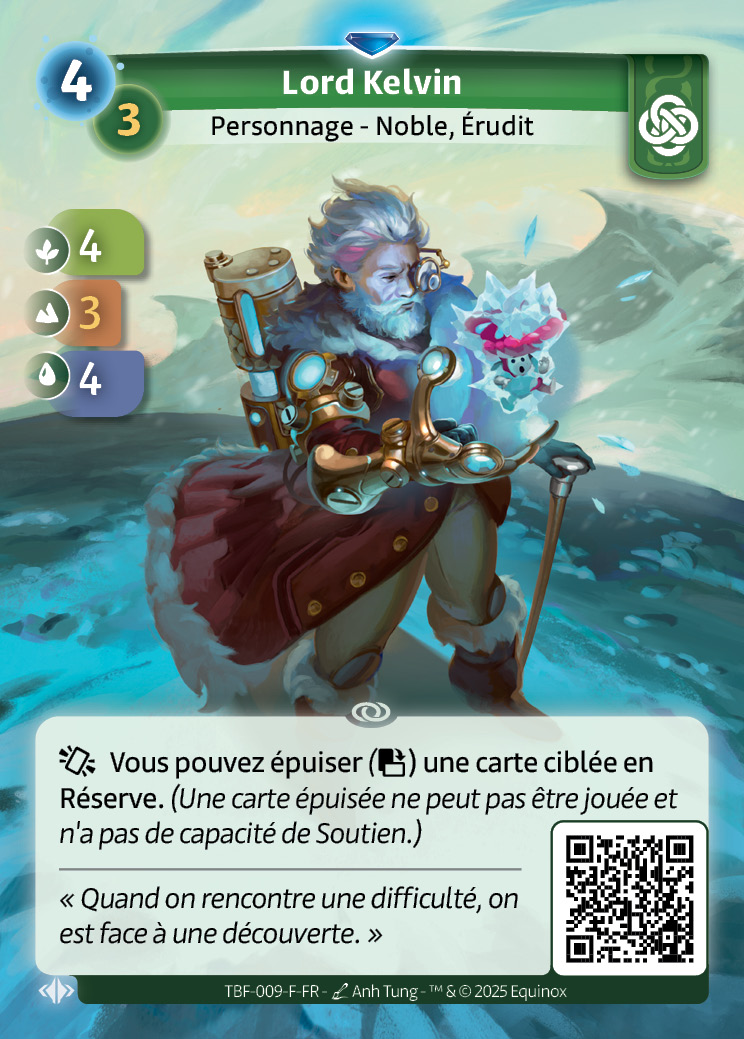 4
Lord Kelvin
3
Personnage - Noble, Érudit
4
3
4
Vous pouvez épuiser () une carte ciblée en
Réserve. (Une carte épuisée ne peut pas être jouée et
n'a pas de capacité de Soutien.)
« Quand on rencontre une difficulté, on
est face à une découverte. »
TBF-009-F-FR - Anh Tung - ™ & © 2025 Equinox